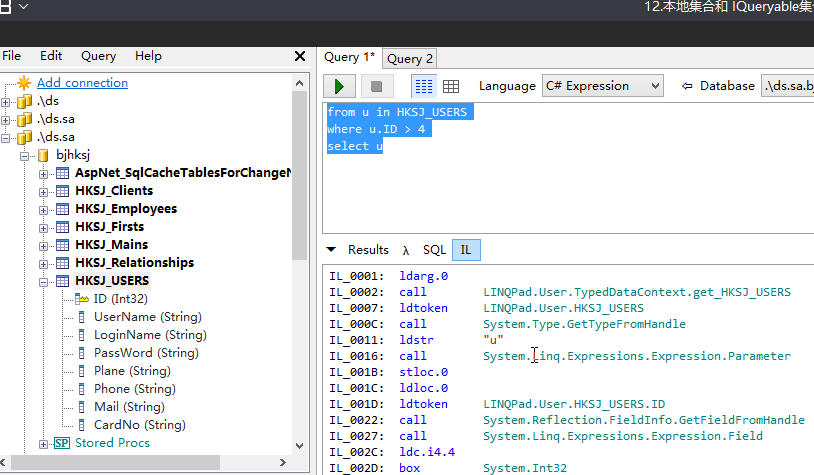 12.本地集合和 IQueryable集
File Edit Query Help
Add connection
.\ds
.\ds.sa
.\ds.sa
bjhksj
AspNet_SqlCacheTablesForChangeN
HKSJ_Clients
HKSJ_Employees
HKSJ_Firsts
HKSJ_Mains
HKSJ_Relationships
HKSJ_USERS
ID (Int32)
UserName (String)
LoginName (String)
PassWord (String)
Plane (String)
Phone (String)
Mail (String)
CardNo (String)
SP Stored Procs
Query 1* Query 2
Language C# Expression Database .\ds.sa.b
from u in HKSJ_USERS
where u.ID > 4
select u
Results λ SQL IL
IL_0001: ldarg.0
IL_0002: call LINQPad.User.TypedDataContext.get_HKSJ_USERS
IL_0007: ldtoken LINQPad.User.HKSJ_USERS
IL_000C: call System.Type.GetTypeFromHandle
IL_0011: ldstr "u"
IL_0016: call System.Linq.Expressions.Expression.Parameter
IL_001B: stloc.0
IL_001C: ldloc.0
IL_001D: ldtoken LINQPad.User.HKSJ_USERS.ID
IL_0022: call System.Reflection.FieldInfo.GetFieldFromHandle
IL_0027: call System.Linq.Expressions.Expression.Field
IL_002C: ldc.i4.4
IL_002D: box System.Int32